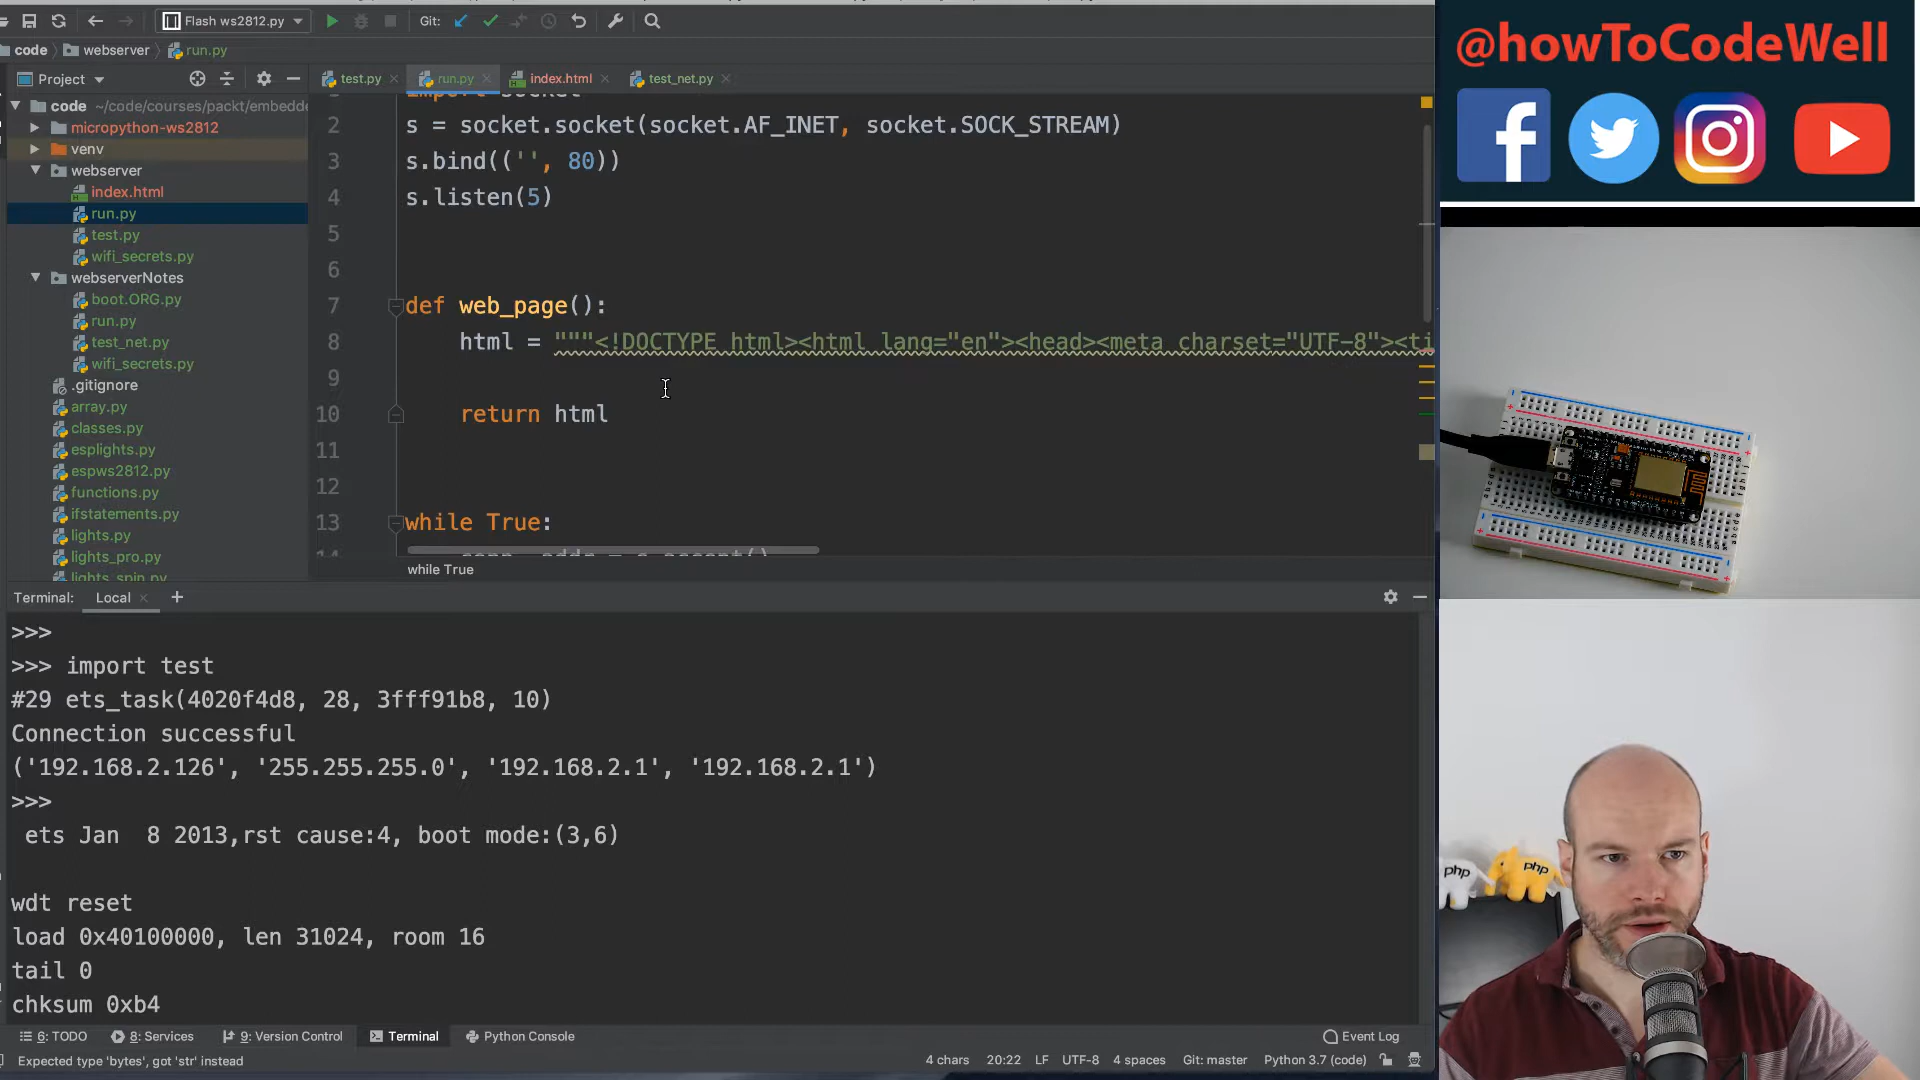 Flash ws2812.py
Git:
@howToCodeWell
code
webserver
run.py
Project
test.py
run.py
index.html
test_net.py
code ~/code/courses/packt/embedde
micropython-ws2812
venv
webserver
index.html
run.py
test.py
wifi_secrets.py
webserverNotes
boot.ORG.py
run.py
test_net.py
wifi_secrets.py
.gitignore
array.py
classes.py
esplights.py
espws2812.py
functions.py
ifstatements.py
lights.py
lights_pro.py
lights_spin.py
import socket
2 s = socket.socket(socket.AF_INET, socket.SOCK_STREAM)
3 s.bind(('', 80))
4 s.listen(5)
5
6
7 def web_page():
8 html = """<!DOCTYPE html><html lang="en"><head><meta charset="UTF-8"><ti
9
10 return html
11
12
13 while True:
14 conn, addr = s.accept()
while True
Terminal: Local +
>>>
>>> import test
#29 ets_task(4020f4d8, 28, 3fff91b8, 10)
Connection successful
('192.168.2.126', '255.255.255.0', '192.168.2.1', '192.168.2.1')
>>>
ets Jan 8 2013,rst cause:4, boot mode:(3,6)
wdt reset
load 0x40100000, len 31024, room 16
tail 0
chksum 0xb4
6: TODO
8: Services
9: Version Control
Terminal
Python Console
Event Log
Expected type 'bytes', got 'str' instead
4 chars 20:22 LF UTF-8 4 spaces Git: master Python 3.7 (code)
php
php